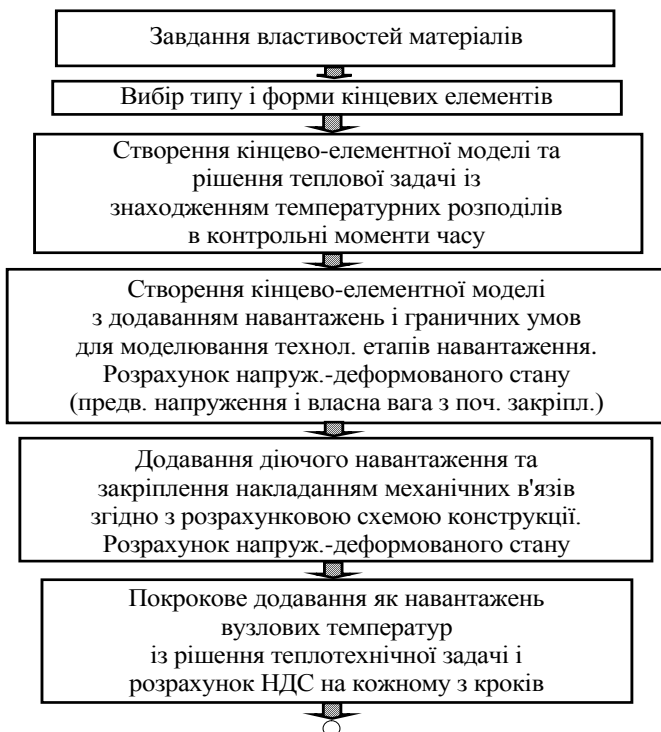 Завдання властивостей матеріалів
Вибір типу і форми кінцевих елементів
Створення кінцево-елементної моделі та
рішення теплової задачі із
знаходженням температурних розподілів
в контрольні моменти часу
Створення кінцево-елементної моделі
з додаванням навантажень і граничних умов
для моделювання технол. етапів навантаження.
Розрахунок напруж.-деформованого стану
(предв. напруження і власна вага з поч. закріпл.)
Додавання діючого навантаження та
закріплення накладанням механічних в'язів
згідно з розрахунковою схемою конструкції.
Розрахунок напруж.-деформованого стану
Покрокове додавання як навантажень
вузлових температур
із рішення теплотехнічної задачі і
розрахунок НДС на кожному з кроків